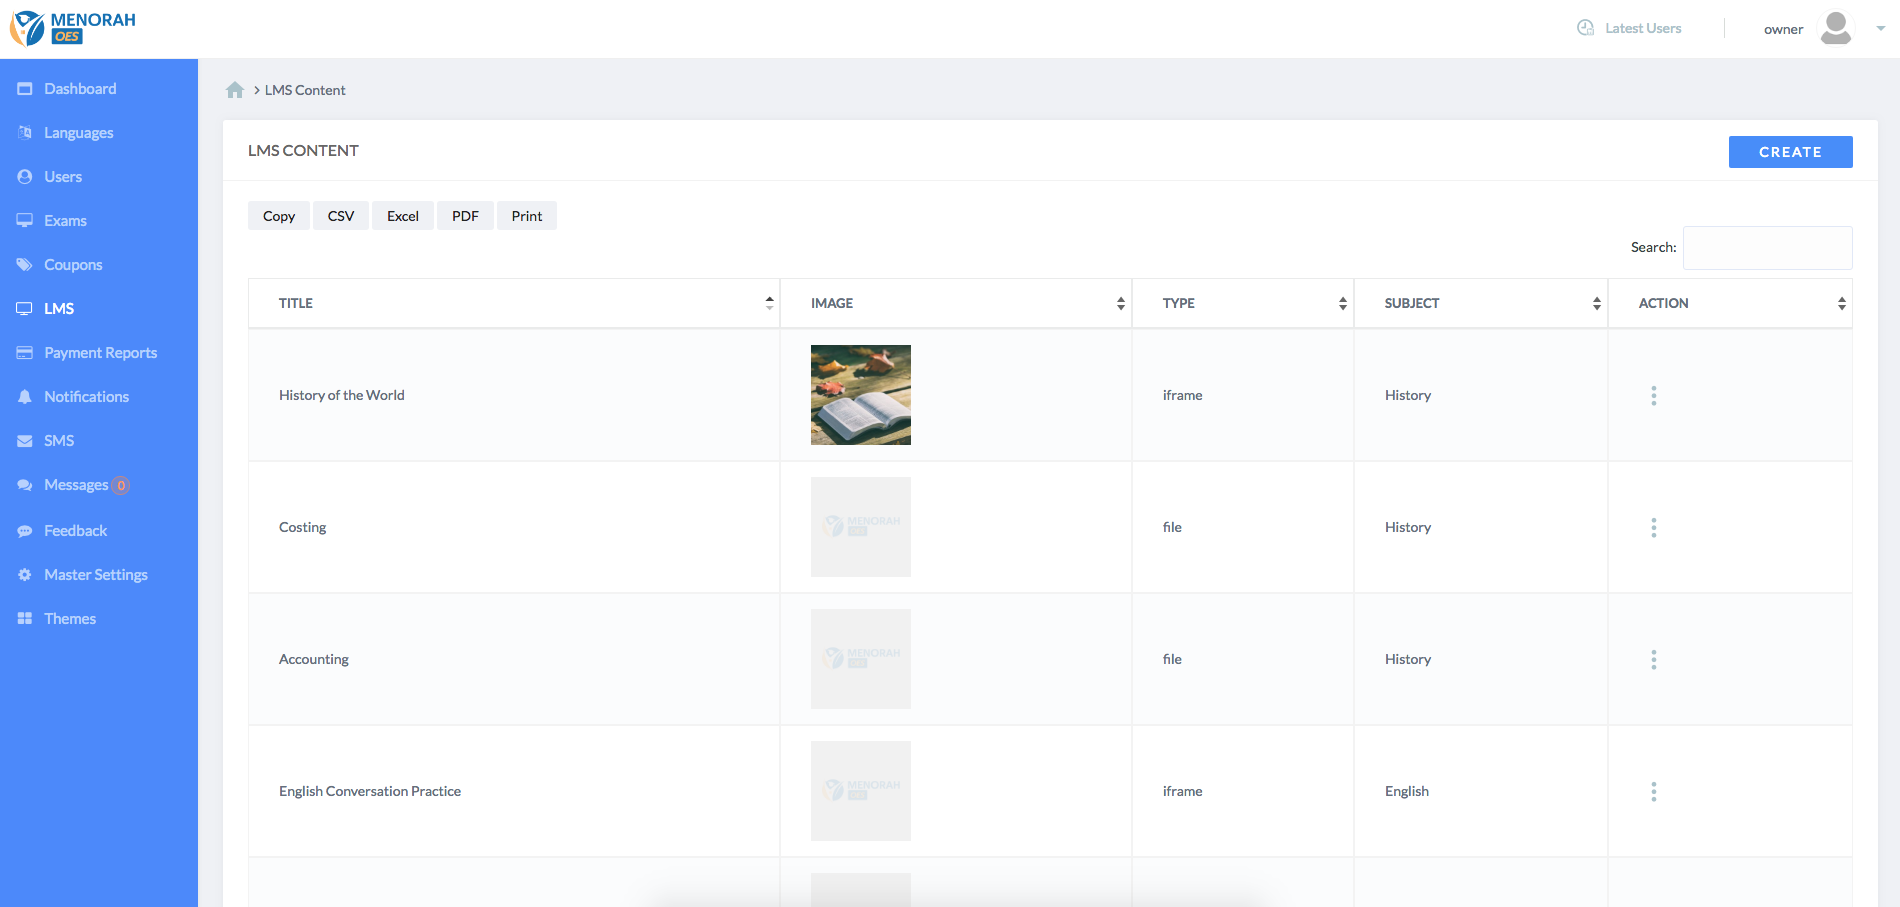 MENORAH
OES
Latest Users
owner
Dashboard
Languages
Users
Exams
Coupons
LMS
Payment Reports
Notifications
SMS
Messages 0
Feedback
Master Settings
Themes
> LMS Content
LMS CONTENT
CREATE
Copy CSV Excel PDF Print
Search:
TITLE IMAGE TYPE SUBJECT ACTION
History of the World iframe History
MENORAH
OES
Costing file History
MENORAH
OES
Accounting file History
MENORAH
OES
English Conversation Practice iframe English